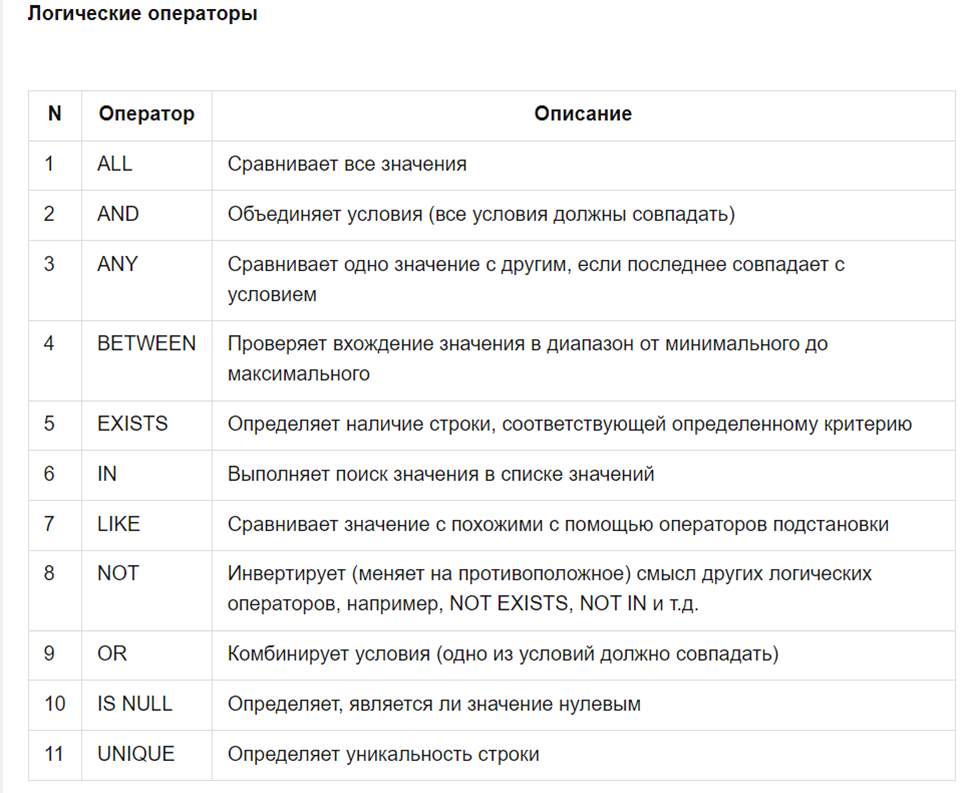 Логические операторы
N Оператор Описание
1 ALL Сравнивает все значения
2 AND Объединяет условия (все условия должны совпадать)
3 ANY Сравнивает одно значение с другим, если последнее совпадает с
условием
4 BETWEEN Проверяет вхождение значения в диапазон от минимального до
максимального
5 EXISTS Определяет наличие строки, соответствующей определенному критерию
6 IN Выполняет поиск значения в списке значений
7 LIKE Сравнивает значение с похожими с помощью операторов подстановки
8 NOT Инвертирует (меняет на противоположное) смысл других логических
операторов, например, NOT EXISTS, NOT IN и т.д.
9 OR Комбинирует условия (одно из условий должно совпадать)
10 IS NULL Определяет, является ли значение нулевым
11 UNIQUE Определяет уникальность строки